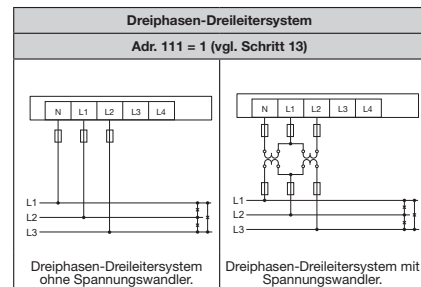 Dreiphasen-Dreileitersystem
Adr. 111 = 1 (vgl. Schritt 13)
N L1 L2 L3 L4
L1
L2
L3
Dreiphasen-Dreileitersystem
ohne Spannungswandler.
N L1 L2 L3 L4
L1
L2
L3
Dreiphasen-Dreileitersystem mit
Spannungswandler.